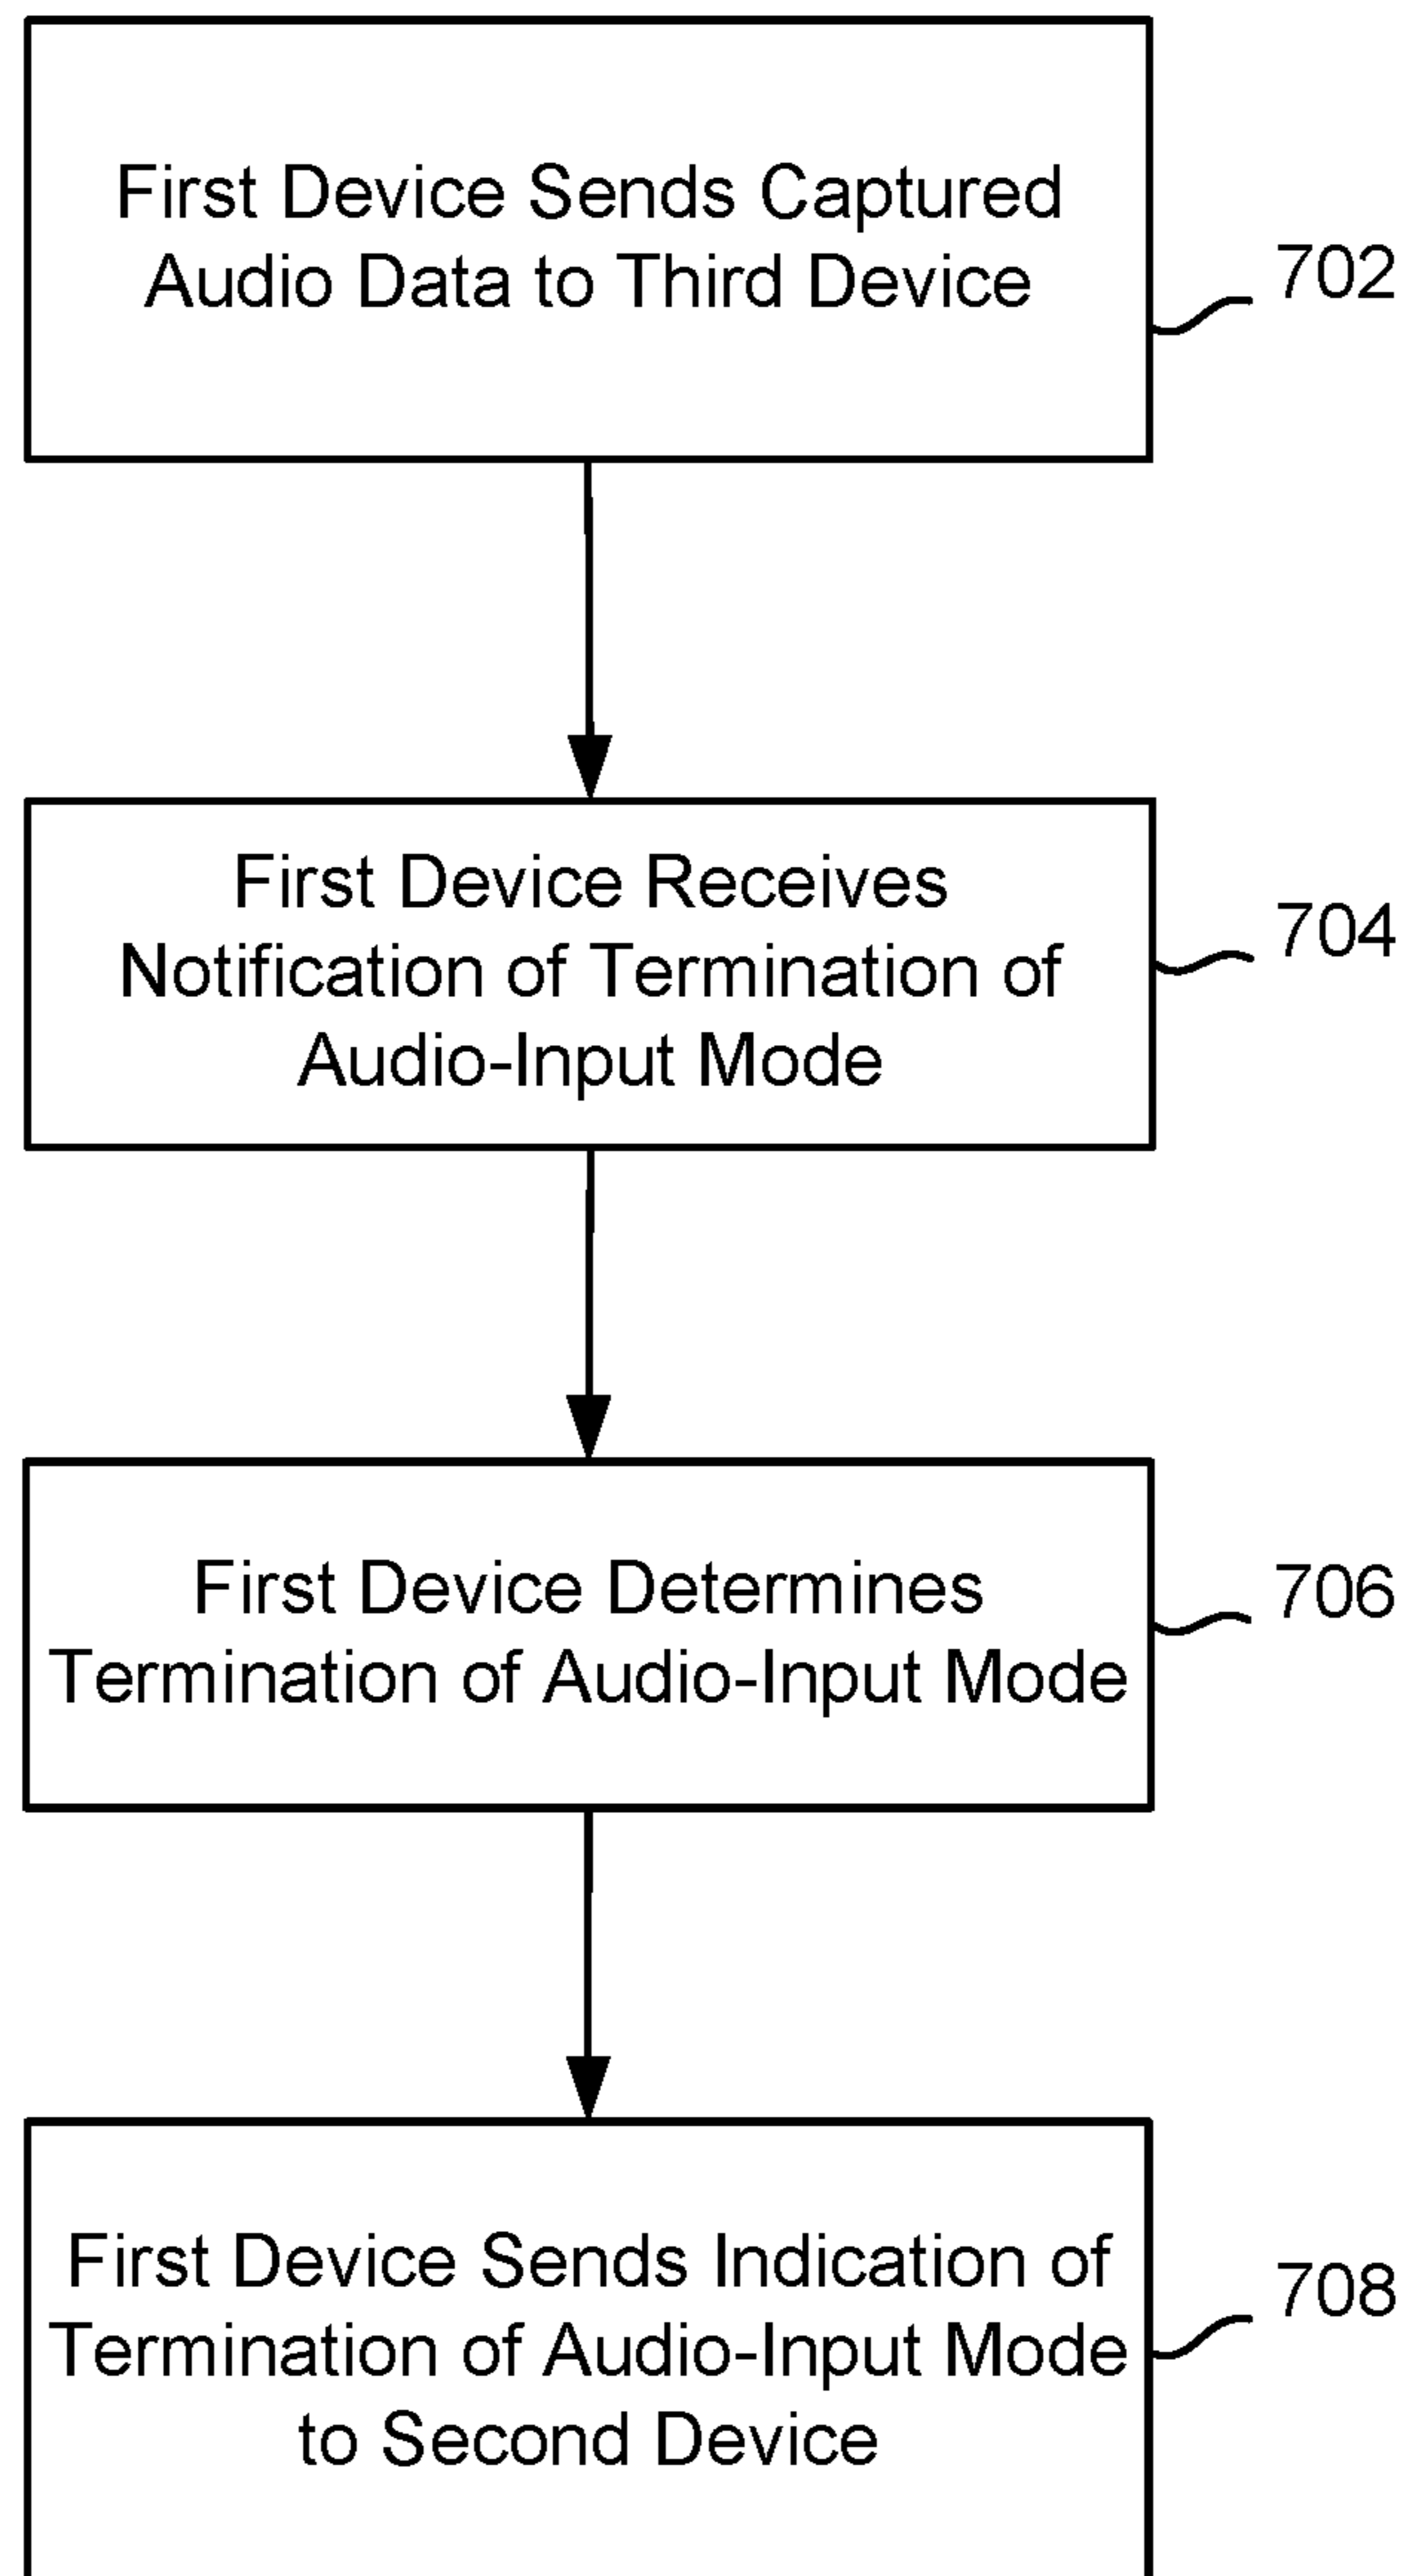 First Device Sends Captured
Audio Data to Third Device
702
First Device Receives
Notification of Termination of
Audio-Input Mode
704
First Device Determines
Termination of Audio-Input Mode
706
First Device Sends Indication of
Termination of Audio-Input Mode
to Second Device
708